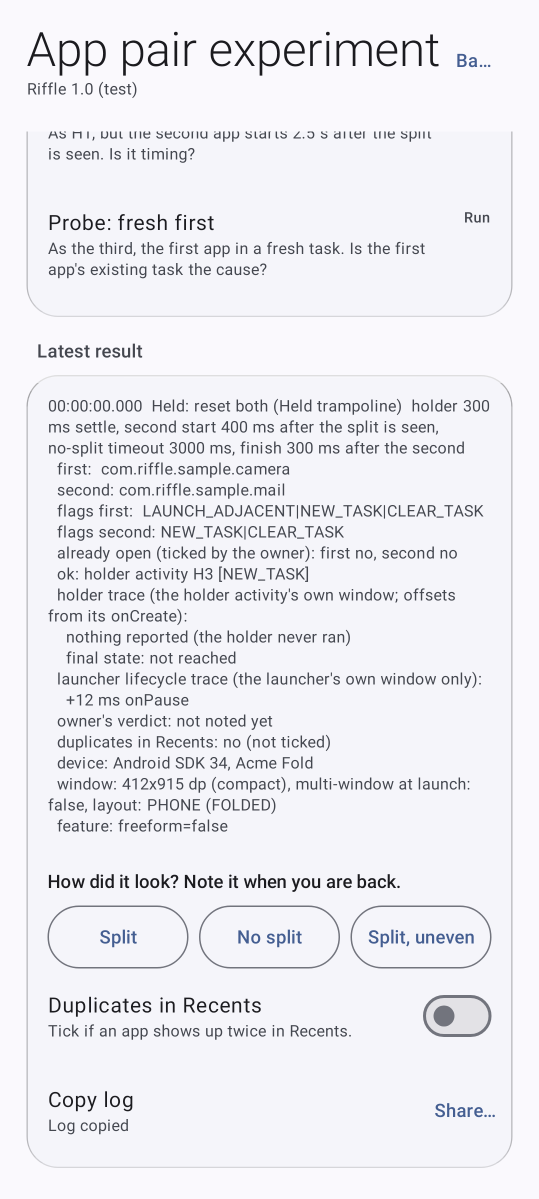 App pair experiment
Ba…
Riffle 1.0 (test)
As H1, but the second app starts 2.5 s after the split
is seen. Is it timing?
Probe: fresh first
Run
As the third, the first app in a fresh task. Is the first
app's existing task the cause?
Latest result
00:00:00.000  Held: reset both (Held trampoline)  holder 300
ms settle, second start 400 ms after the split is seen,
no-split timeout 3000 ms, finish 300 ms after the second
first:  com.riffle.sample.camera
second: com.riffle.sample.mail
flags first:  LAUNCH_ADJACENT|NEW_TASK|CLEAR_TASK
flags second: NEW_TASK|CLEAR_TASK
already open (ticked by the owner): first no, second no
ok: holder activity H3 [NEW_TASK]
holder trace (the holder activity's own window; offsets
from its onCreate):
nothing reported (the holder never ran)
final state: not reached
launcher lifecycle trace (the launcher's own window only):
+12 ms onPause
owner's verdict: not noted yet
duplicates in Recents: no (not ticked)
device: Android SDK 34, Acme Fold
window: 412x915 dp (compact), multi-window at launch:
false, layout: PHONE (FOLDED)
feature: freeform=false
How did it look? Note it when you are back.
Split
No split
Split, uneven
Duplicates in Recents
Tick if an app shows up twice in Recents.
Copy log
Log copied
Share…